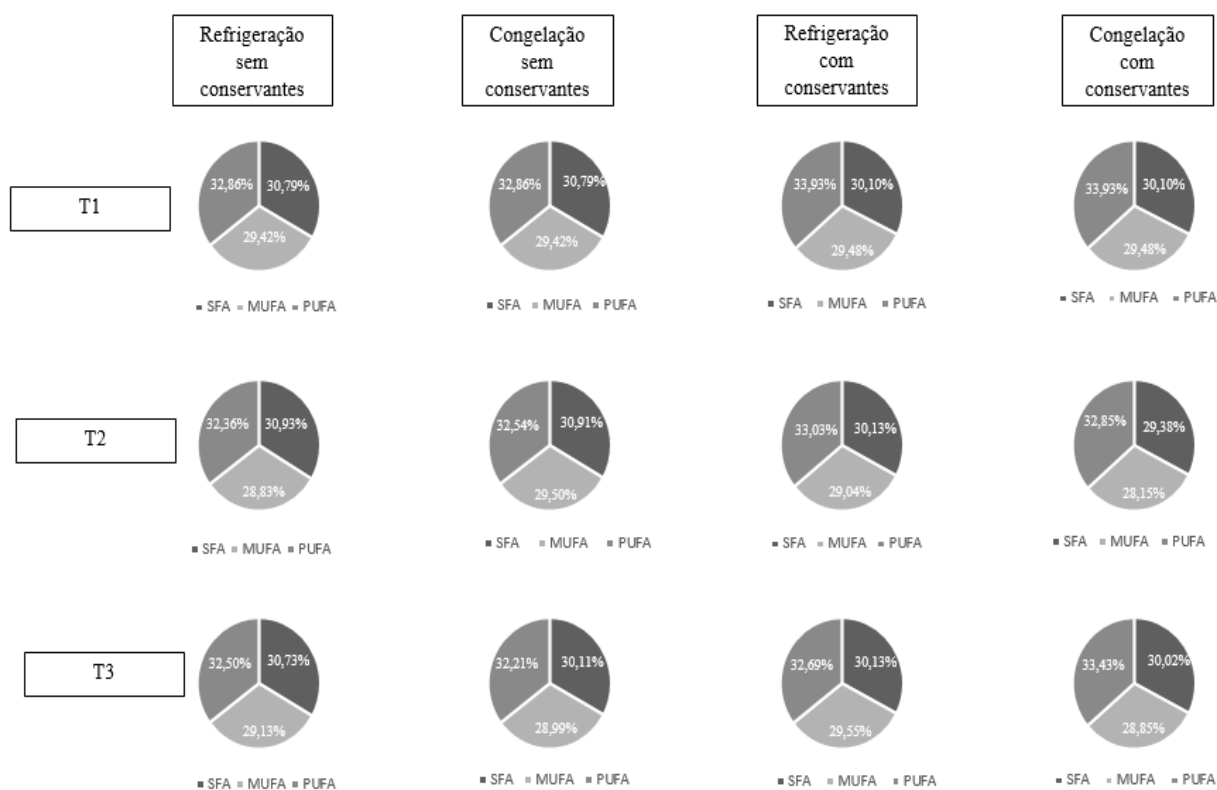 Refrigeração
sem
conservantes
Congelação
sem
conservantes
Refrigeração
com
conservantes
Congelação
com
conservantes
T1
32,86% 30,79%
29,42%
SFA MUFA PUFA
32,86% 30,79%
29,42%
SFA MUFA PUFA
33,93% 30,10%
29,48%
SFA MUFA PUFA
33,93% 30,10%
29,48%
SFA MUFA PUFA
T2
32,36% 30,93%
28,83%
SFA MUFA PUFA
32,54% 30,91%
29,50%
SFA MUFA PUFA
33,03% 30,13%
29,04%
SFA MUFA PUFA
32,85% 29,38%
28,15%
SFA MUFA PUFA
T3
32,50% 30,73%
29,13%
SFA MUFA PUFA
32,21% 30,11%
28,99%
SFA MUFA PUFA
32,69% 30,13%
29,55%
SFA MUFA PUFA
33,43% 30,02%
28,85%
SFA MUFA PUFA